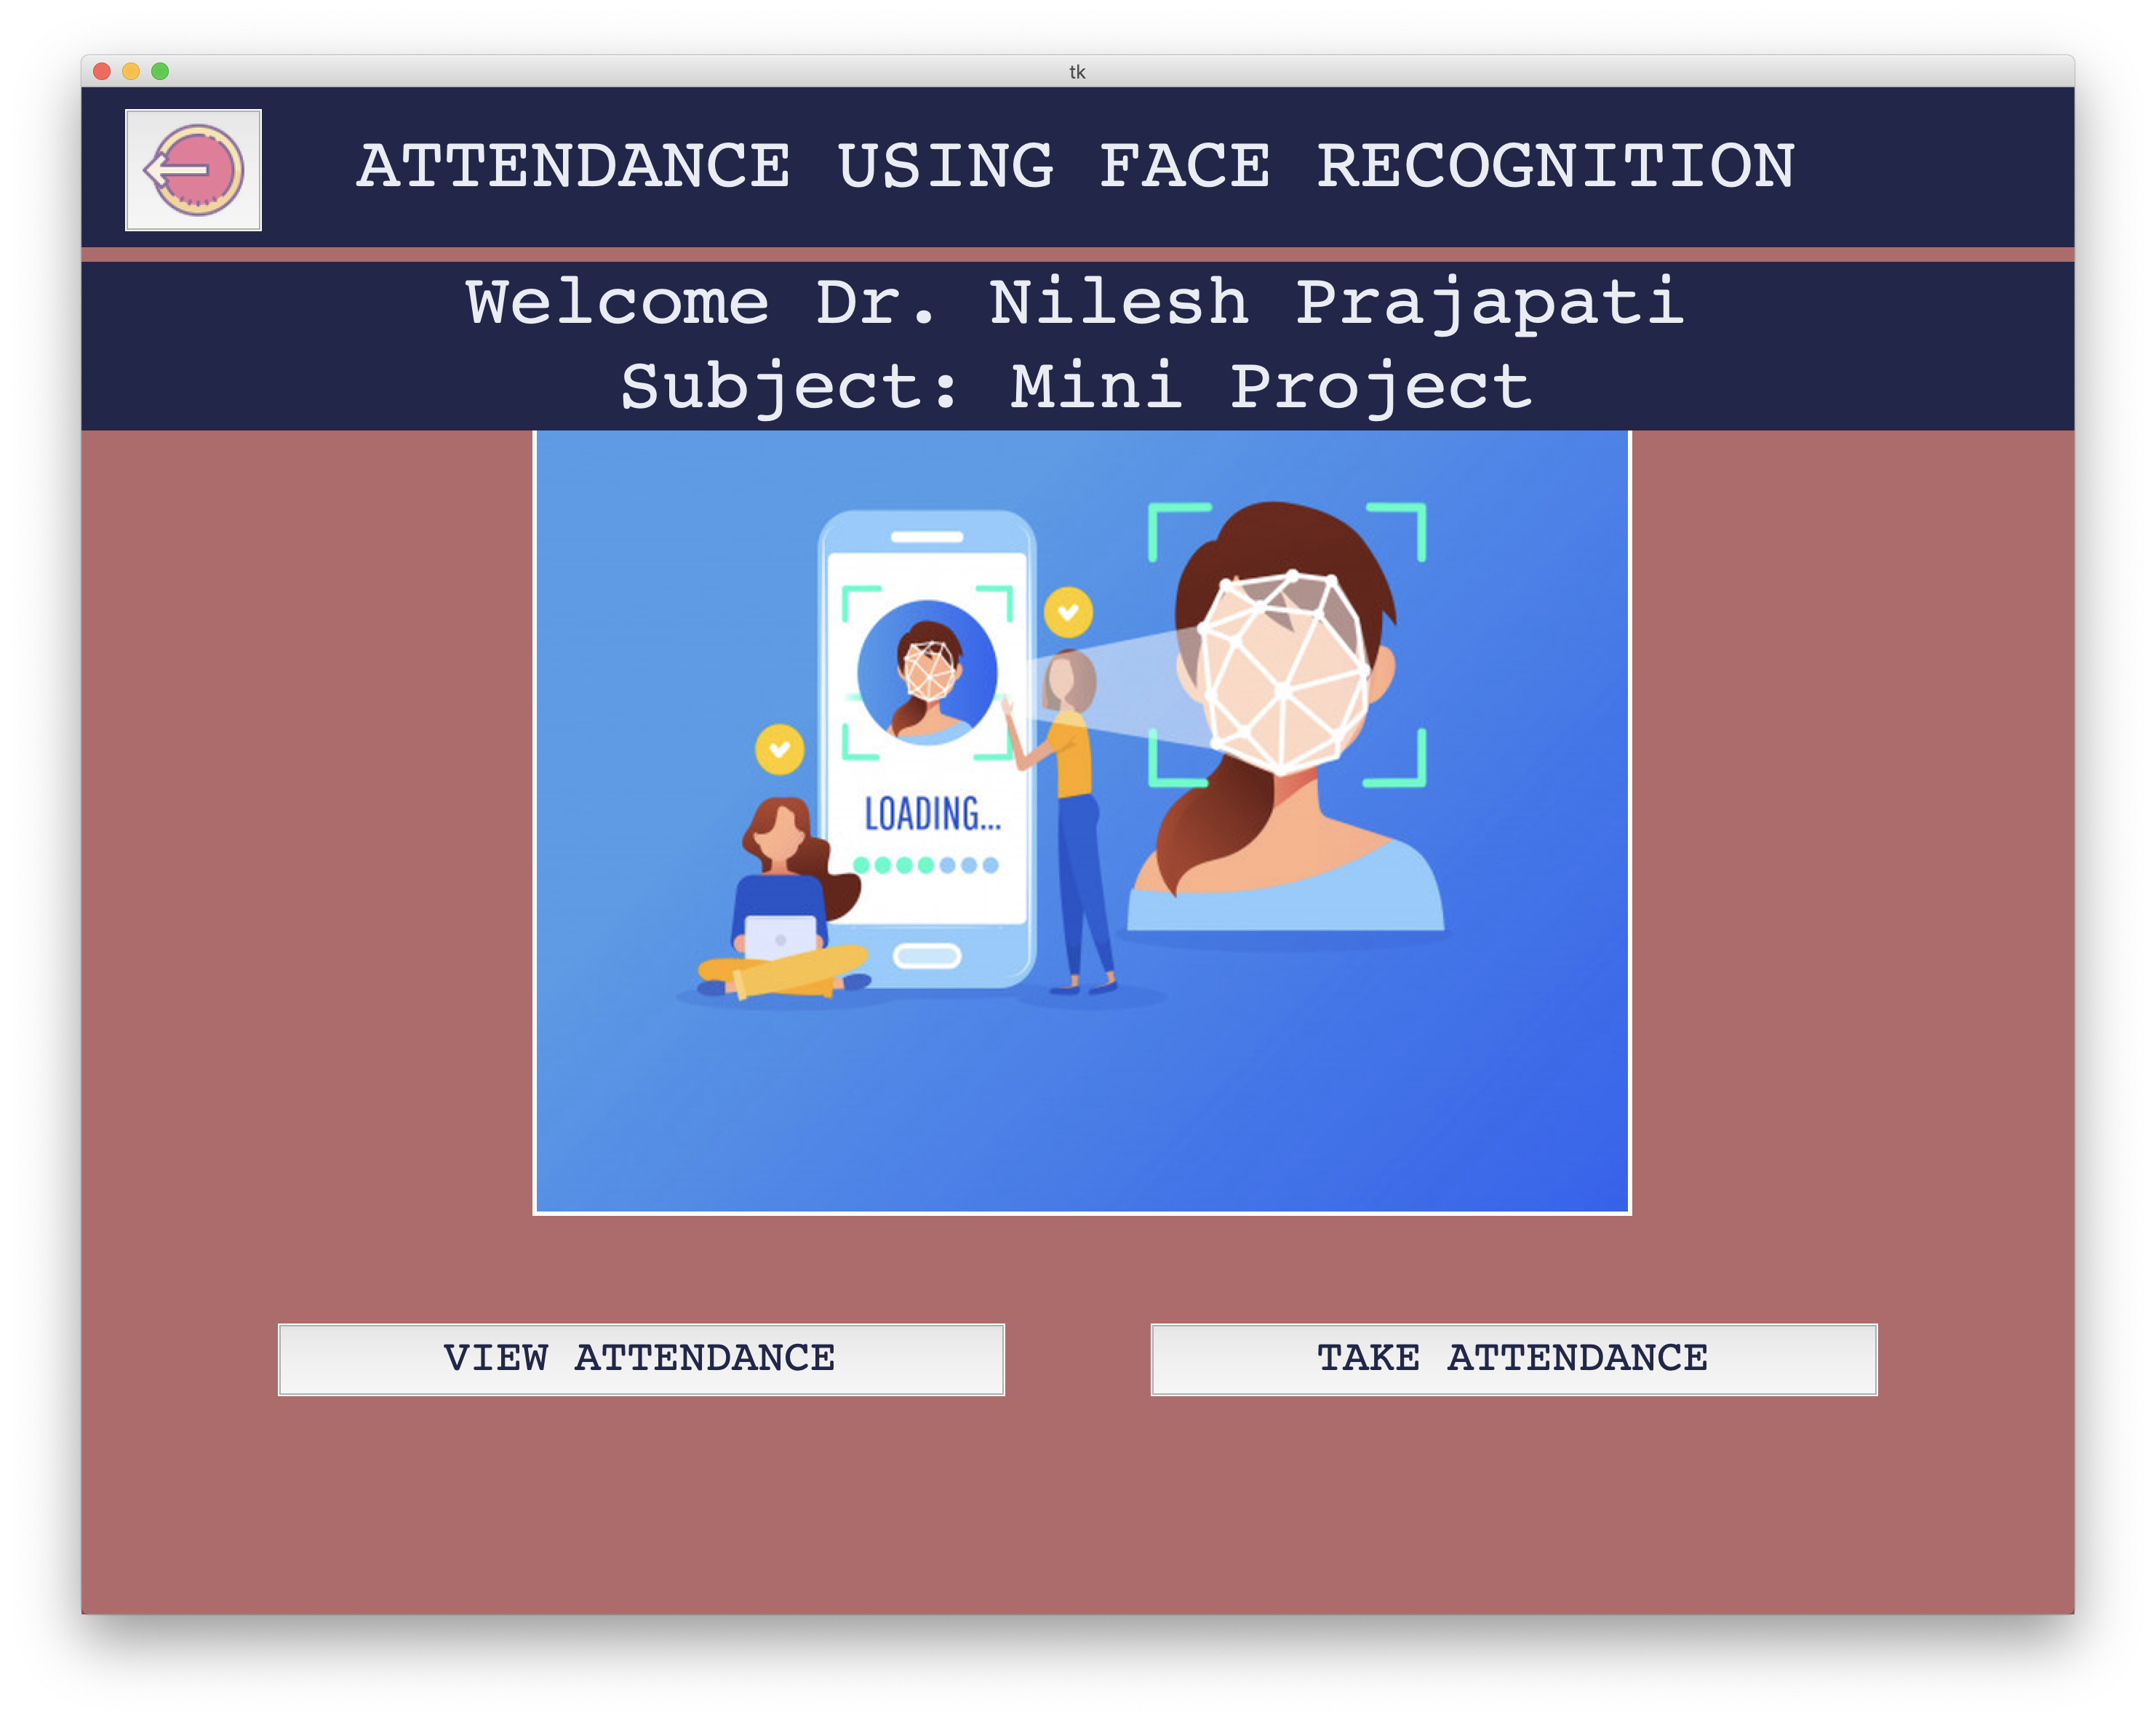 tk
ATTENDANCE USING FACE RECOGNITION
Welcome Dr. Nilesh Prajapati
Subject: Mini Project
LOADING...
VIEW ATTENDANCE
TAKE ATTENDANCE